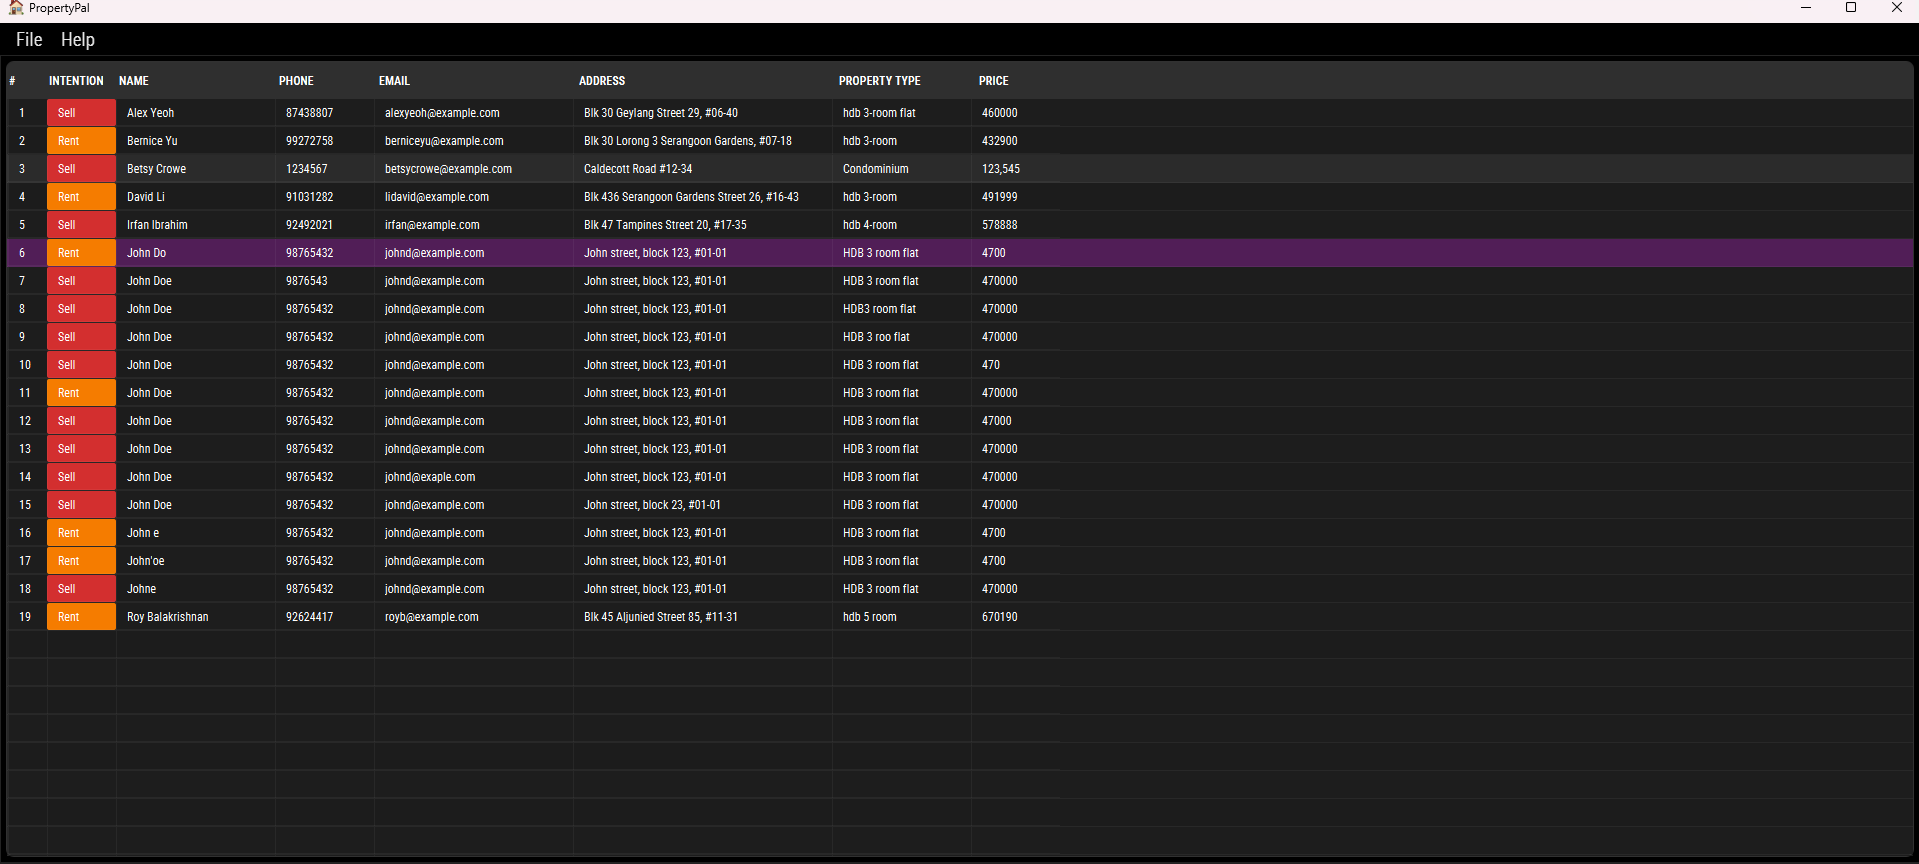 PropertyPal
File Help
# INTENTION NAME PHONE EMAIL ADDRESS PROPERTY TYPE PRICE
1 Sell Alex Yeoh 87438807 alexyeoh@example.com Blk 30 Geylang Street 29, #06-40 hdb 3-room flat 460000
2 Rent Bernice Yu 99272758 berniceyu@example.com Blk 30 Lorong 3 Serangoon Gardens, #07-18 hdb 3-room 432900
3 Sell Betsy Crowe 1234567 betsycrowe@example.com Caldecott Road #12-34 Condominium 123,545
4 Rent David Li 91031282 lidavid@example.com Blk 436 Serangoon Gardens Street 26, #16-43 hdb 3-room 491999
5 Sell Irfan Ibrahim 92492021 irfan@example.com Blk 47 Tampines Street 20, #17-35 hdb 4-room 578888
6 Rent John Do 98765432 johnd@example.com John street, block 123, #01-01 HDB 3 room flat 4700
7 Sell John Doe 9876543 johnd@example.com John street, block 123, #01-01 HDB 3 room flat 470000
8 Sell John Doe 98765432 johnd@example.com John street, block 123, #01-01 HDB3 room flat 470000
9 Sell John Doe 98765432 johnd@example.com John street, block 123, #01-01 HDB 3 roo flat 470000
10 Sell John Doe 98765432 johnd@example.com John street, block 123, #01-01 HDB 3 room flat 470
11 Rent John Doe 98765432 johnd@example.com John street, block 123, #01-01 HDB 3 room flat 470000
12 Sell John Doe 98765432 johnd@example.com John street, block 123, #01-01 HDB 3 room flat 47000
13 Sell John Doe 98765432 johnd@example.com John street, block 123, #01-01 HDB 3 room flat 470000
14 Sell John Doe 98765432 johnd@exaple.com John street, block 123, #01-01 HDB 3 room flat 470000
15 Sell John Doe 98765432 johnd@example.com John street, block 23, #01-01 HDB 3 room flat 470000
16 Rent John e 98765432 johnd@example.com John street, block 123, #01-01 HDB 3 room flat 4700
17 Rent John'oe 98765432 johnd@example.com John street, block 123, #01-01 HDB 3 room flat 4700
18 Sell Johne 98765432 johnd@example.com John street, block 123, #01-01 HDB 3 room flat 470000
19 Rent Roy Balakrishnan 92624417 royb@example.com Blk 45 Aljunied Street 85, #11-31 hdb 5 room 670190